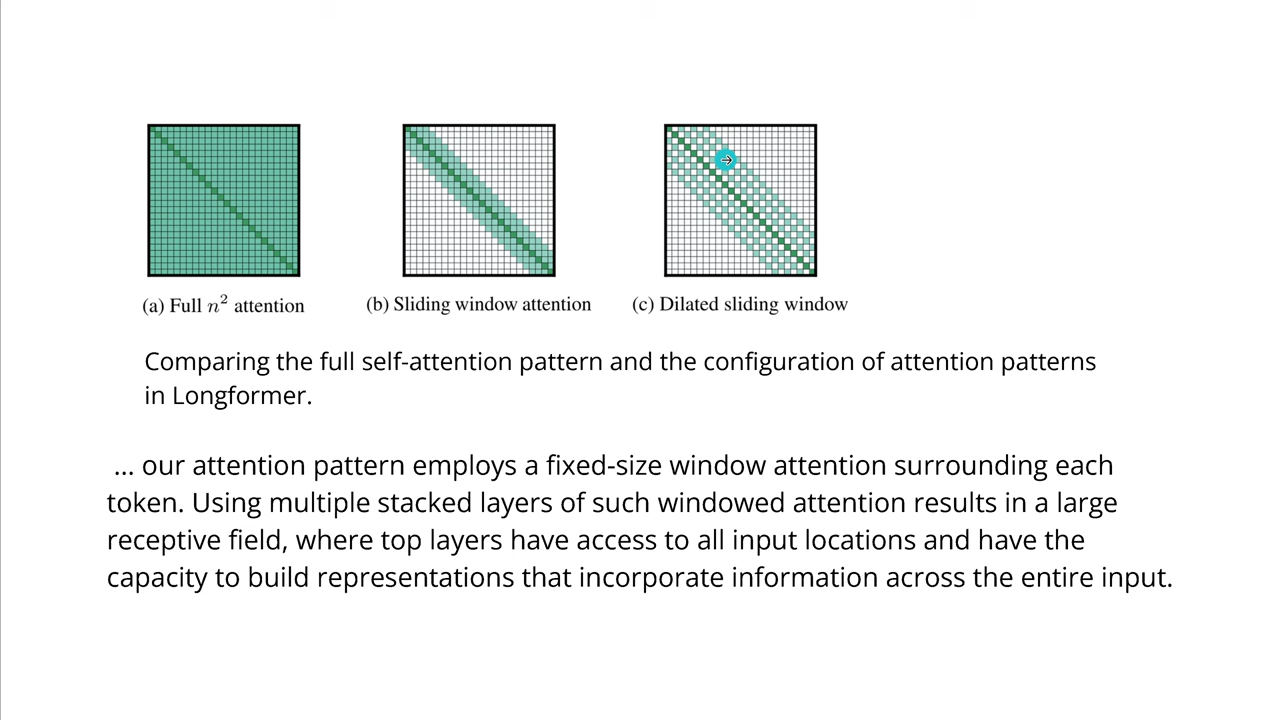 (a) Full n² attention (b) Sliding window attention (c) Dilated sliding window
Comparing the full self-attention pattern and the configuration of attention patterns
in Longformer.
... our attention pattern employs a fixed-size window attention surrounding each
token. Using multiple stacked layers of such windowed attention results in a large
receptive field, where top layers have access to all input locations and have the
capacity to build representations that incorporate information across the entire input.